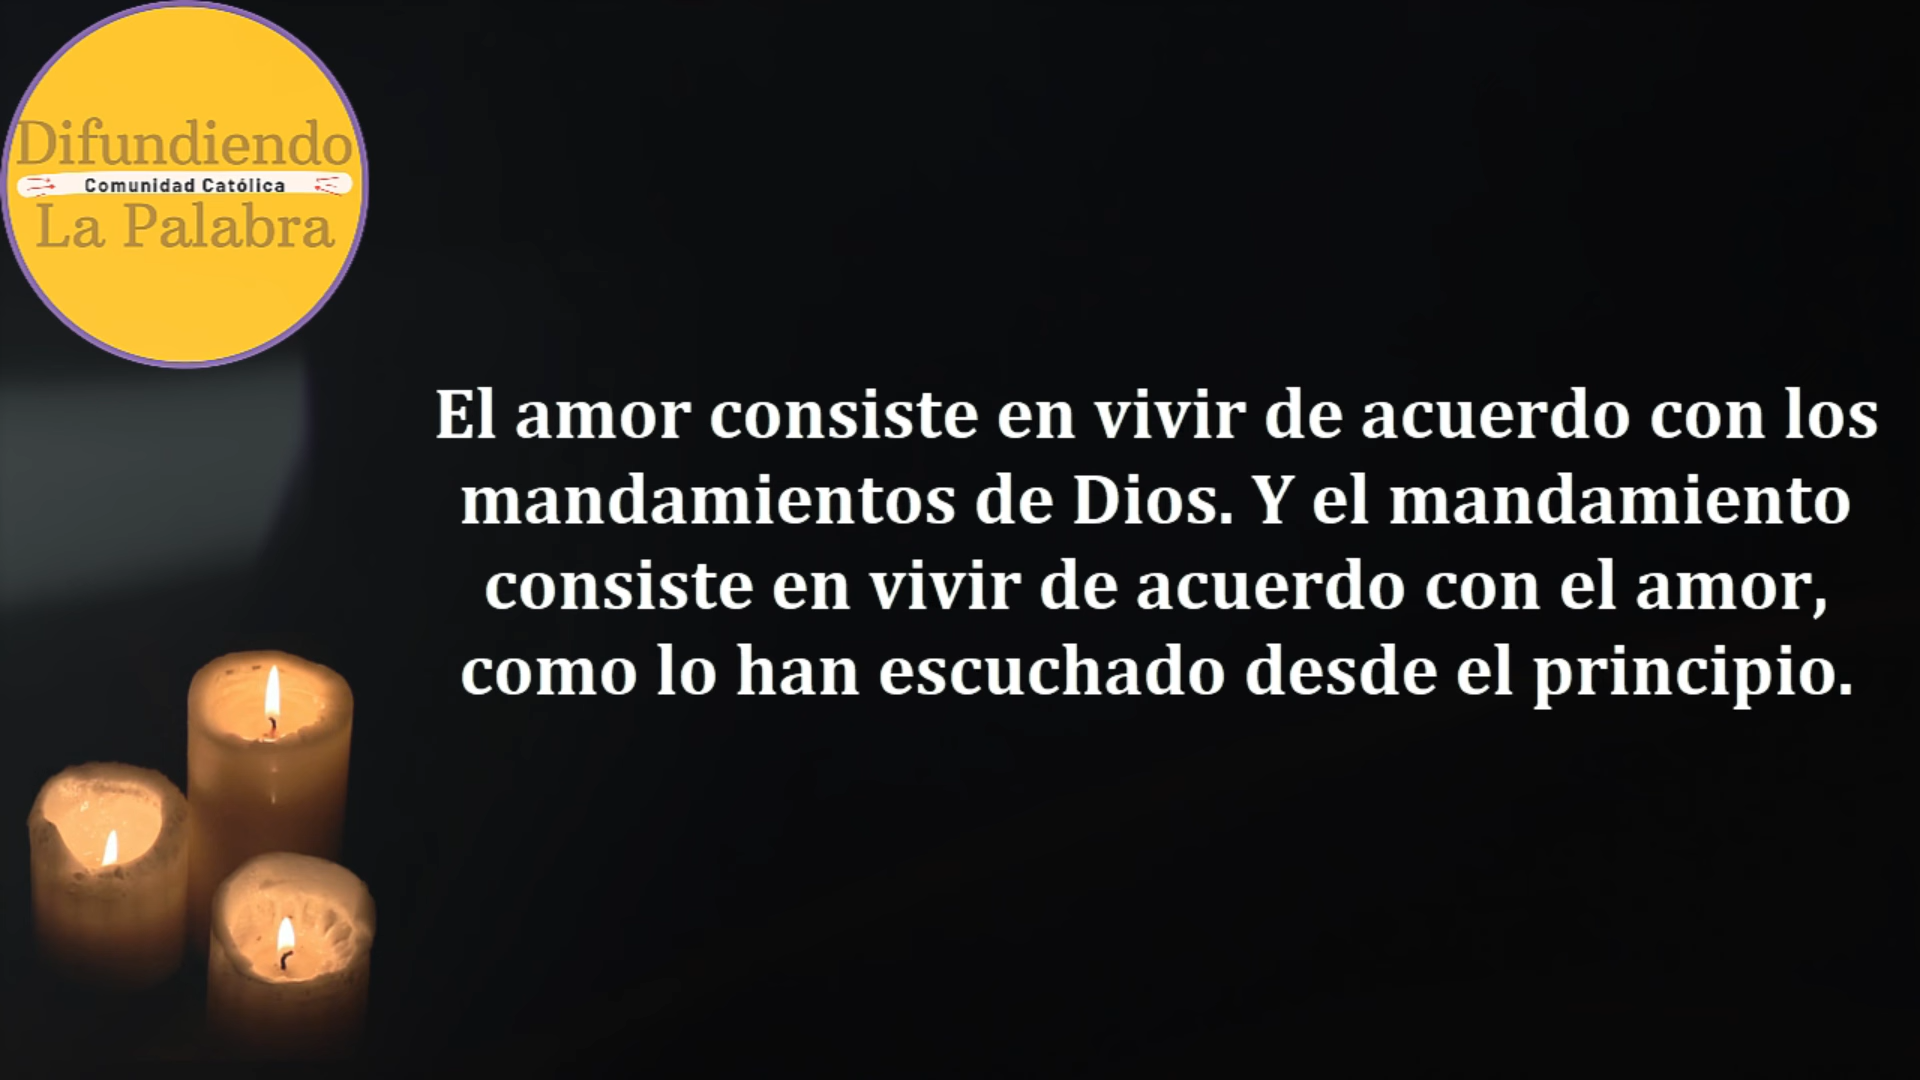 Difundiendo
Comunidad Católica
La Palabra
El amor consiste en vivir de acuerdo con los
mandamientos de Dios. Y el mandamiento
consiste en vivir de acuerdo con el amor,
como lo han escuchado desde el principio.